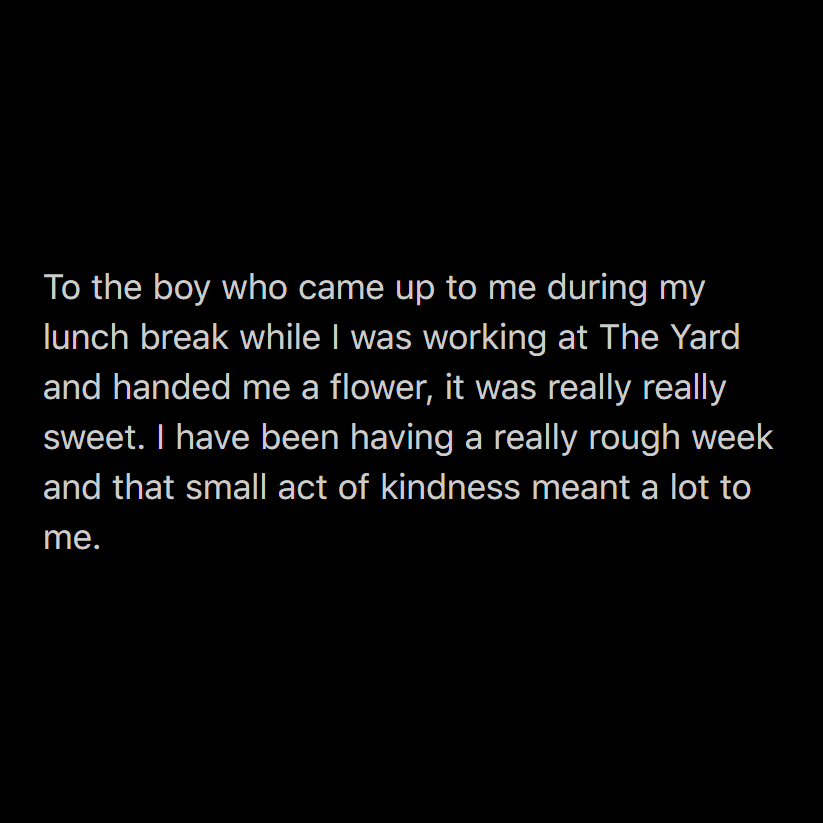 To the boy who came up to me during my
lunch break while I was working at The Yard
and handed me a flower, it was really really
sweet. I have been having a really rough week
and that small act of kindness meant a lot to
me.